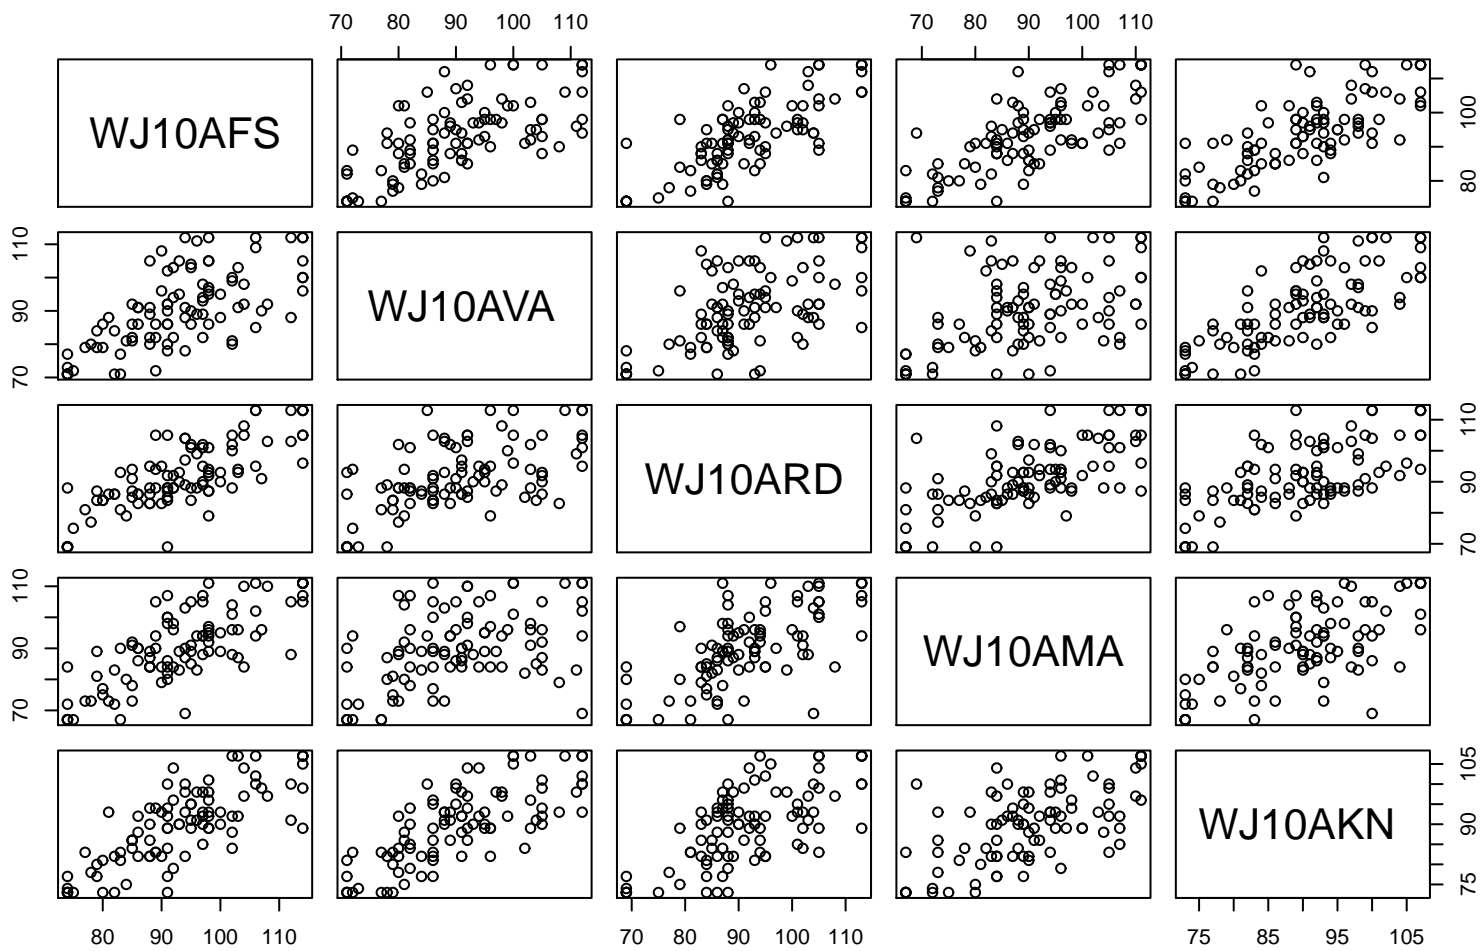 70 80 90 100 110 70 80 90 100 110
WJ10AFS 80 100
70 90 110 WJ10AVA
WJ10ARD 70 90 110
70 90 110 WJ10AMA
WJ10AKN 75 90 105
80 90 100 110 70 80 90 100 110 75 85 95 105